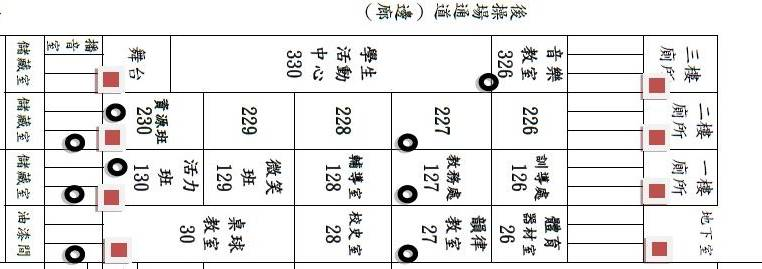 後操場通道（邊廊）
儲藏室
播音室
舞台
學生
活動
中心
330
音樂
教室
326
三樓
廁所
儲藏室
資源班
230
229
228
227
226
二樓
廁所
儲藏室
活力
班
130
微笑
班
129
輔導室
128
教務處
127
訓導處
126
一樓
廁所
油漆間
桌球
教室
30
校史室
28
韻律
教室
27
體育
器材室
26
地下室